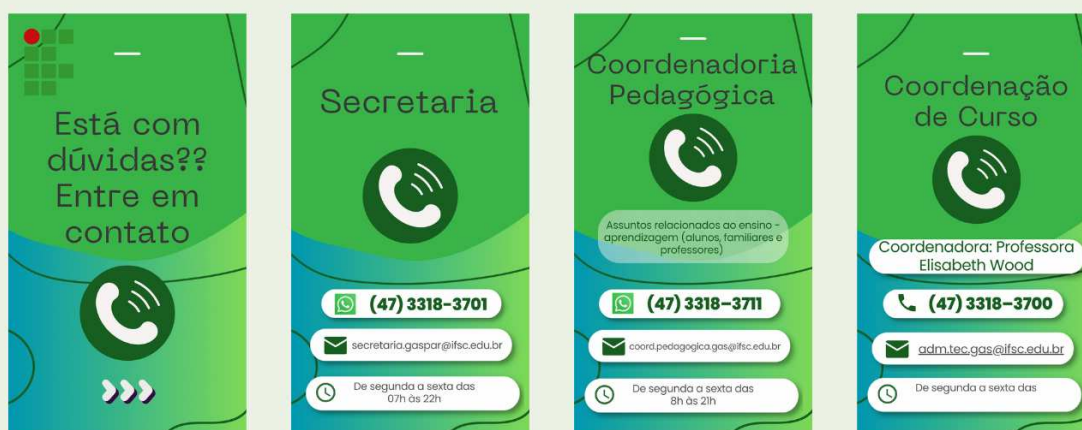 Está com
dúvidas??
Entre em
contato
Secretaria
(47) 3318-3701
secretaria.gaspar@ifsc.edu.br
De segunda a sexta das
07h às 22h
Coordenadoria
Pedagógica
Assuntos relacionados ao ensino -
aprendizagem (alunos, familiares e
professores)
(47) 3318-3711
coord.pedagogica.gas@ifsc.edu.br
De segunda a sexta das
8h às 21h
Coordenação
de Curso
Coordenadora: Professora
Elisabeth Wood
(47) 3318-3700
adm.tec.gas@ifsc.edu.br
De segunda a sexta das